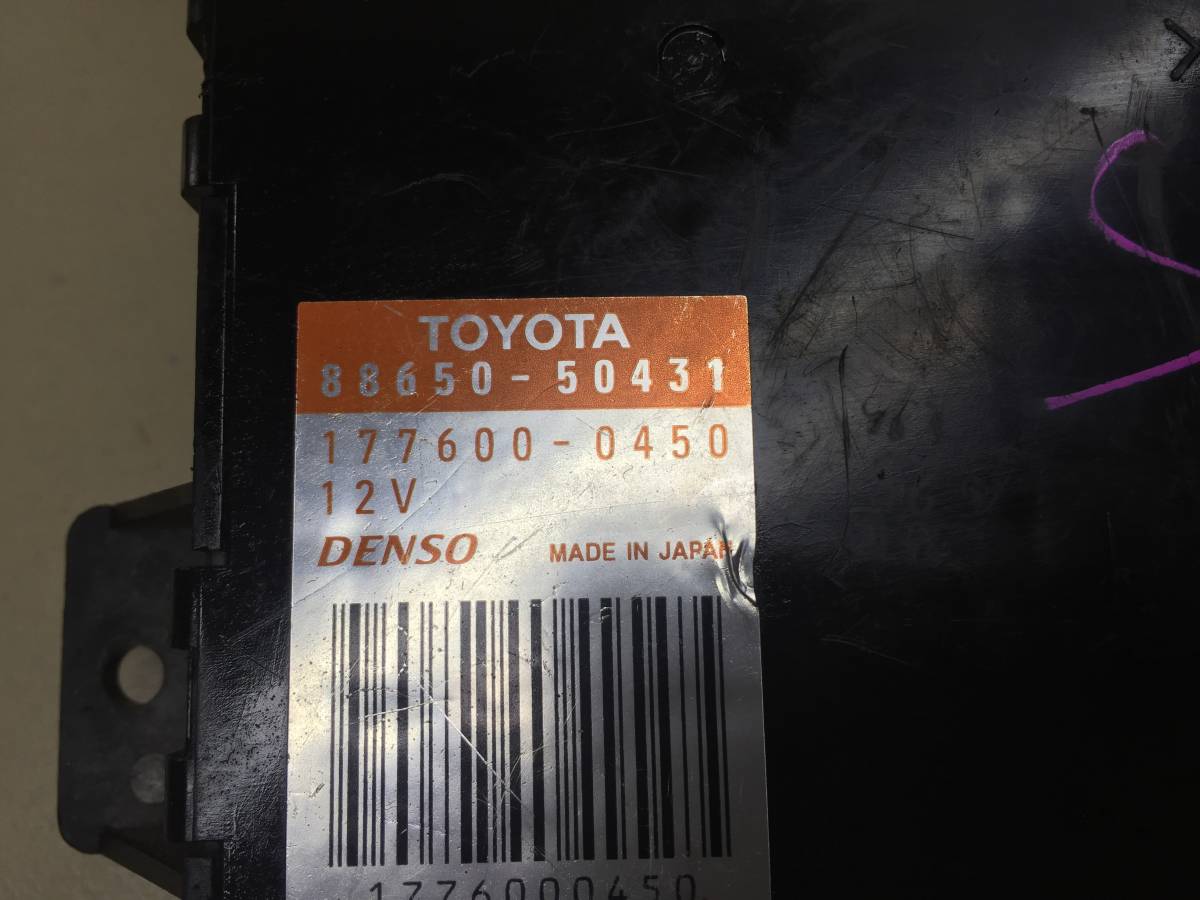 TOYOTA
88650-50431
177600-0450
12V
DENSO MADE IN JAPAN
1776000450